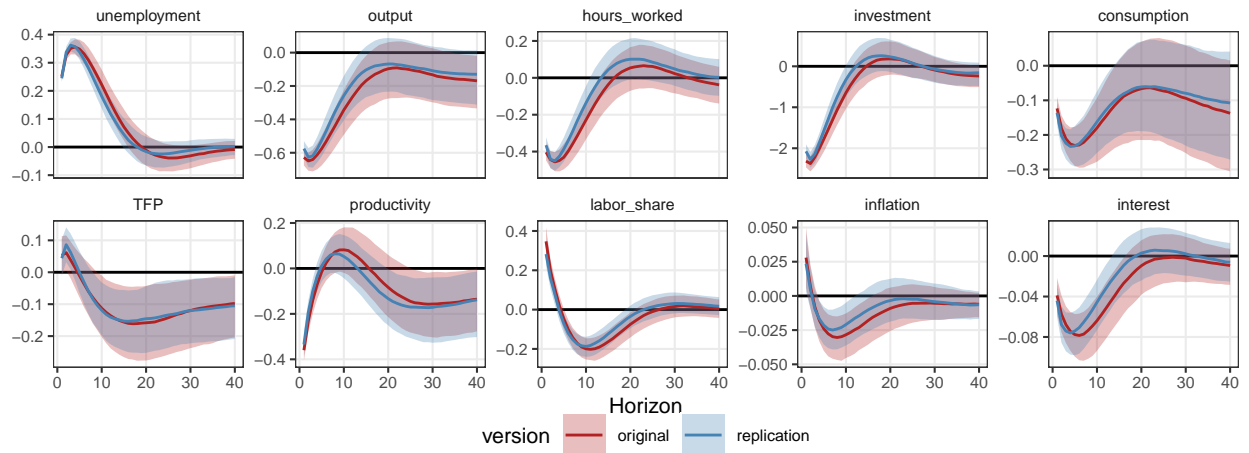 unemployment output hours_worked investment consumption
0.4 0.0 0.2 0 0.0
0.3 −0.2 0.0 −1 −0.1
0.2 −0.4 −0.2 −2 −0.2
0.1 −0.6 −0.4 −0.3
0.0
−0.1
TFP productivity labor_share inflation interest
0.1 0.2 0.4 0.050 0.00
0.0 0.0 0.2 0.025 −0.04
−0.1 −0.2 0.0 0.000 −0.08
−0.2 −0.4 −0.2 −0.025
−0.050
0 10 20 30 40 0 10 20 30 40 0 10 20 30 40 0 10 20 30 40 0 10 20 30 40
Horizon
version original replication